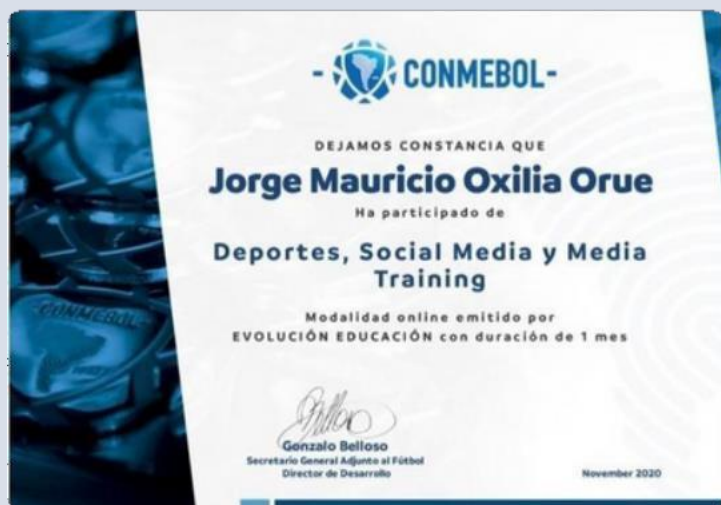 - CONMEBOL-
DEJAMOS CONSTANCIA QUE
Jorge Mauricio Oxilia Orue
Ha participado de
Deportes, Social Media y Media
Training
Modalidad online emitido por
EVOLUCIÓN EDUCACIÓN con duración de 1 mes
CONMEBOL
Gonzalo Belloso
Secretario General Adjunto al Fútbol
Director de Desarrollo
November 2020